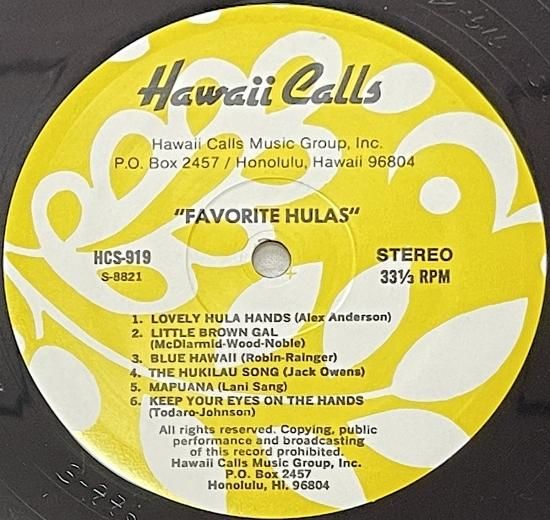 Hawaii Calls
Hawaii Calls Music Group, Inc.
P.O. Box 2457 / Honolulu, Hawaii 96804
"FAVORITE HULAS"
HCS-919
S-8821
STEREO
33⅓ RPM
1. LOVELY HULA HANDS (Alex Anderson)
2. LITTLE BROWN GAL
(McDiarmid-Wood-Noble)
3. BLUE HAWAII (Robin-Rainger)
4. THE HUKILAU SONG (Jack Owens)
5. MAPUANA (Lani Sang)
6. KEEP YOUR EYES ON THE HANDS
(Todaro-Johnson)
All rights reserved. Copying, public
performance and broadcasting
of this record prohibited.
Hawaii Calls Music Group, Inc.
P.O. Box 2457
Honolulu, HI. 96804